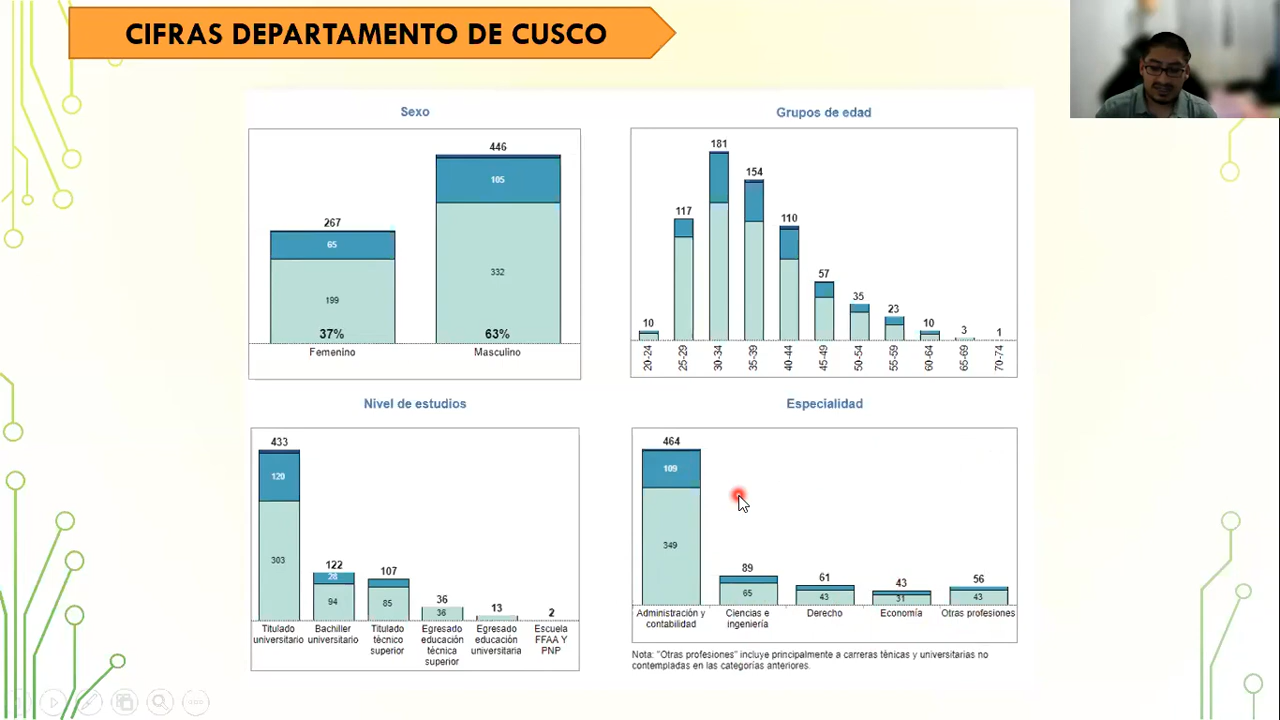 CIFRAS DEPARTAMENTO DE CUSCO
Sexo
446
105
267
65
332
199
37%
63%
Femenino
Masculino
Grupos de edad
181
154
117
110
57
35
23
10
10
3
1
20-24
25-29
30-34
35-39
40-44
45-49
50-54
55-59
60-64
65-69
70-74
Nivel de estudios
433
120
303
122
28
94
107
85
36
36
13
2
Titulado
universitario
Bachiller
universitario
Titulado
técnico
superior
Egresado
educación
técnica
superior
Egresado
educación
universitaria
Escuela
FFAA Y
PNP
Especialidad
464
109
349
89
65
61
43
43
31
56
43
Administración y
contabilidad
Ciencias e
ingeniería
Derecho
Economía
Otras profesiones
Nota: "Otras profesiones" incluye principalmente a carreras tènicas y universitarias no
contempladas en las categorías anteriores.